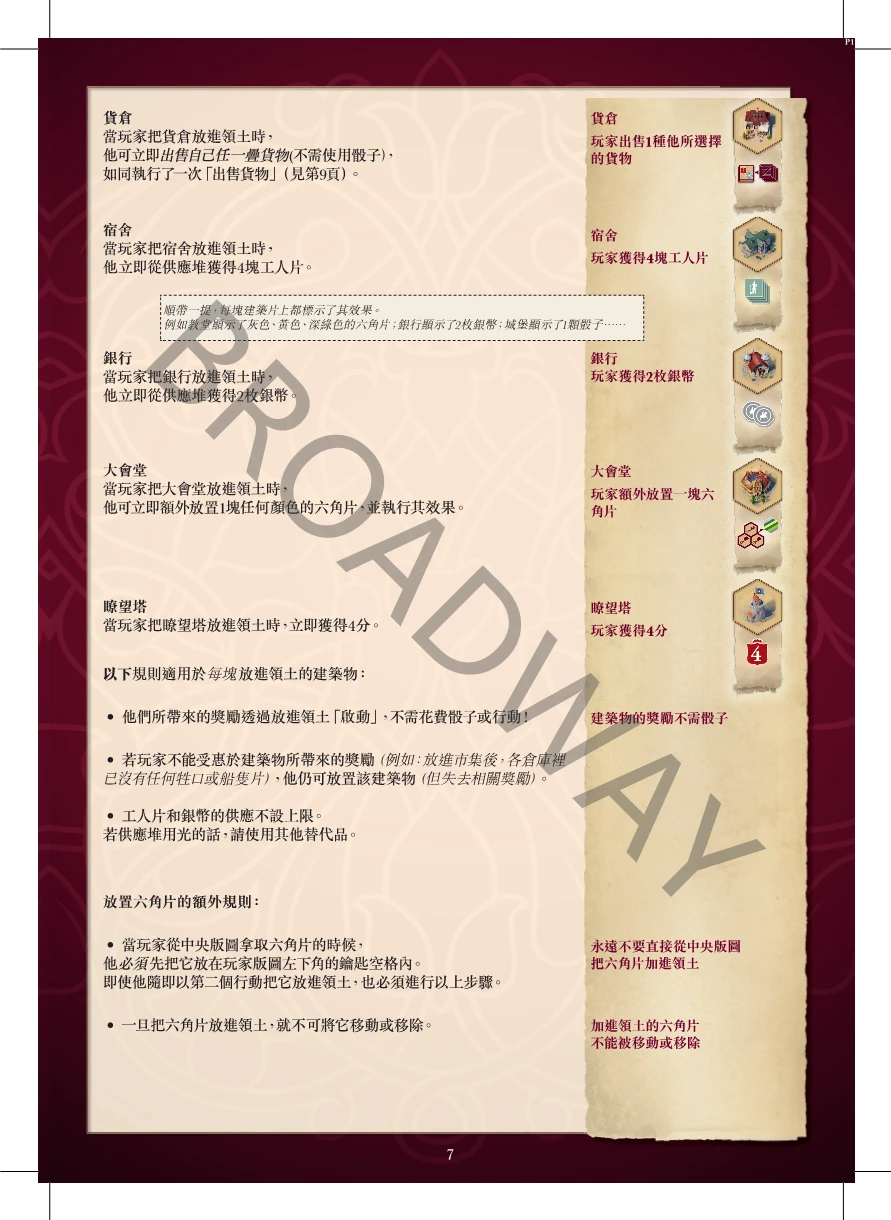 P1
貨倉
當玩家把貨倉放進領土時，
他可立即出售自己任一疊貨物(不需使用骰子)，
如同執行了一次「出售貨物」（見第9頁）。
貨倉
玩家出售1種他所選擇
的貨物
宿舍
當玩家把宿舍放進領土時，
他立即從供應堆獲得4塊工人片。
宿舍
玩家獲得4塊工人片
順帶一提，每塊建築片上都標示了其效果。
例如教堂顯示了灰色、黃色、深綠色的六角片；銀行顯示了2枚銀幣；城堡顯示了1顆骰子……
銀行
當玩家把銀行放進領土時，
他立即從供應堆獲得2枚銀幣。
銀行
玩家獲得2枚銀幣
大會堂
當玩家把大會堂放進領土時，
他可立即額外放置1塊任何顏色的六角片，並執行其效果。
大會堂
玩家額外放置一塊六
角片
瞭望塔
當玩家把瞭望塔放進領土時，立即獲得4分。
瞭望塔
玩家獲得4分
4
以下規則適用於每塊放進領土的建築物：
• 他們所帶來的獎勵透過放進領土「啟動」，不需花費骰子或行動！
建築物的獎勵不需骰子
• 若玩家不能受惠於建築物所帶來的獎勵（例如：放進市集後，各倉庫裡
已沒有任何牲口或船隻片），他仍可放置該建築物（但失去相關獎勵）。
• 工人片和銀幣的供應不設上限。
若供應堆用光的話，請使用其他替代品。
放置六角片的額外規則：
• 當玩家從中央版圖拿取六角片的時候，
他必須先把它放在玩家版圖左下角的鑰匙空格內。
即使他隨即以第二個行動把它放進領土，也必須進行以上步驟。
永遠不要直接從中央版圖
把六角片加進領土
• 一旦把六角片放進領土，就不可將它移動或移除。
加進領土的六角片
不能被移動或移除
7
BROADWAY